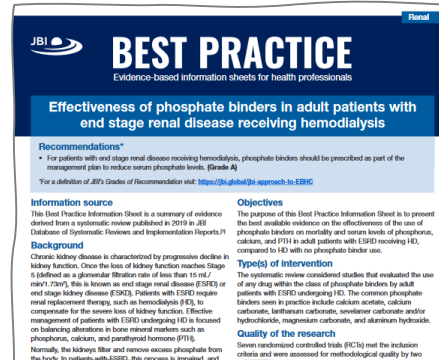 Renal
JBI
BEST PRACTICE
Evidence-based information sheets for health professionals
Effectiveness of phosphate binders in adult patients with
end stage renal disease receiving hemodialysis
Recommendations*
• For patients with end stage renal disease receiving hemodialysis, phosphate binders should be prescribed as part of the
management plan to reduce serum phosphate levels. (Grade A)
*For a definition of JBI's Grades of Recommendation visit: https://jbi.global/jbi-approach-to-EBHC
Information source
This Best Practice Information Sheet is a summary of evidence
derived from a systematic review published in 2019 in JBI
Database of Systematic Reviews and Implementation Reports.
Background
Chronic kidney disease is characterized by progressive decline in
kidney function. Once the loss of kidney function reaches Stage
5 (defined as a glomerular filtration rate of less than 15 mL/
min/1.73m²), this is known as end stage renal disease (ESRD) or
end stage kidney disease (ESKD). Patients with ESRD require
renal replacement therapy, such as hemodialysis (HD), to
compensate for the severe loss of kidney function. Effective
management of patients with ESRD undergoing HD is focused
on balancing alterations in bone mineral markers such as
phosphorus, calcium, and parathyroid hormone (PTH).
Normally, the kidneys filter and remove excess phosphate from
the body. In patients with ESRD, this process is impaired, and
Objectives
The purpose of this Best Practice Information Sheet is to present
the best available evidence on the effectiveness of the use of
phosphate binders on mortality and serum levels of phosphorus,
calcium, and PTH in adult patients with ESRD receiving HD,
compared to HD with no phosphate binder use.
Type(s) of intervention
The systematic review considered studies that evaluated the use
of any drug within the class of phosphate binders by adult
patients with ESRD undergoing HD. The common phosphate
binders seen in practice include calcium acetate, calcium
carbonate, lanthanum carbonate, sevelamer carbonate and/or
hydrochloride, magnesium carbonate, and aluminum hydroxide.
Quality of the research
Seven randomized controlled trials (RCTs) met the inclusion
criteria and were assessed for methodological quality by two